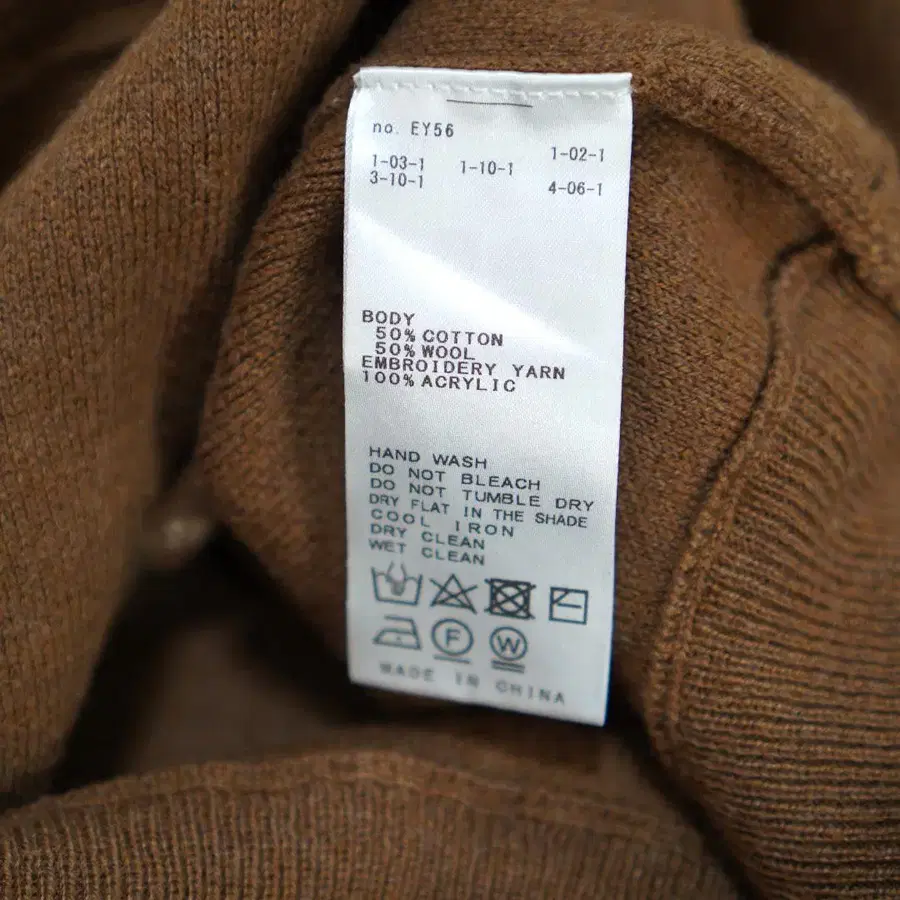 no. EY56
1-02-1
1-03-1 1-10-1
3-10-1 4-06-1
BODY
50% COTTON
50% WOOL
EMBROIDERY YARN
100% ACRYLIC
HAND WASH
DO NOT BLEACH
DO NOT TUMBLE DRY
DRY FLAT IN THE SHADE
COOL IRON
DRY CLEAN
WET CLEAN
F W
MADE IN CHINA